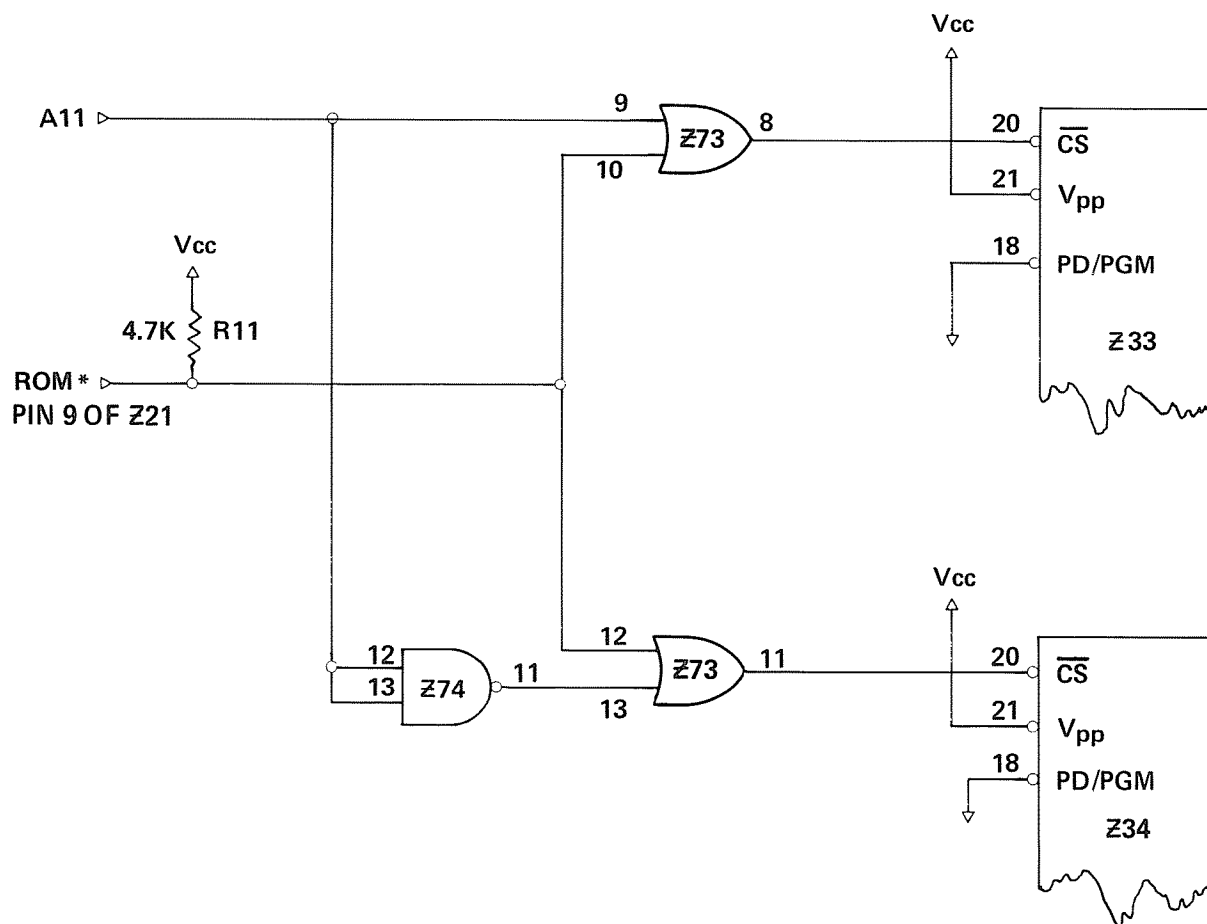 Vcc
A11
9
Z73
8
10
20
CS
21
Vpp
18
PD/PGM
Z33
Vcc
4.7K
R11
ROM *
PIN 9 OF Z21
Vcc
12
13
Z74
11
12
13
Z73
11
20
CS
21
Vpp
18
PD/PGM
Z34